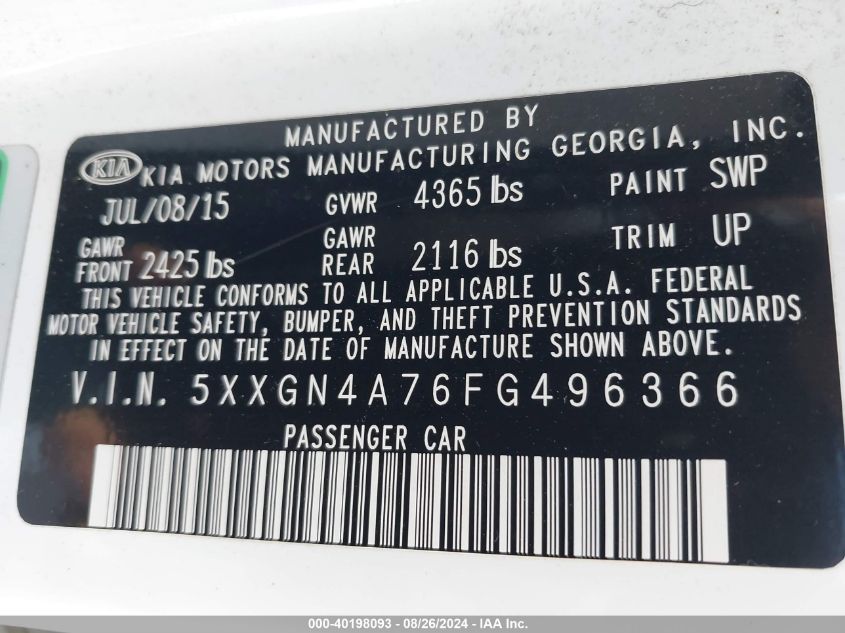 MANUFACTURED BY
KIA KIA MOTORS MANUFACTURING GEORGIA, INC.
JUL/08/15 GVWR 4365 lbs PAINT SWP
GAWR FRONT 2425 lbs GAWR REAR 2116 lbs TRIM UP
THIS VEHICLE CONFORMS TO ALL APPLICABLE U.S.A. FEDERAL
MOTOR VEHICLE SAFETY, BUMPER, AND THEFT PREVENTION STANDARDS
IN EFFECT ON THE DATE OF MANUFACTURE SHOWN ABOVE.
V.I.N. 5XXGN4A76FG496366
PASSENGER CAR
000-40198093 - 08/26/2024 - IAA Inc.